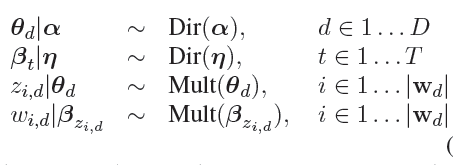 θ_d|α ∼ Dir(α), d ∈ 1 … D
β_t|η ∼ Dir(η), t ∈ 1 … T
z_{i,d}|θ_d ∼ Mult(θ_d), i ∈ 1 … |w_d|
w_{i,d}|β_{z_{i,d}} ∼ Mult(β_{z_{i,d}}), i ∈ 1 … |w_d|
(